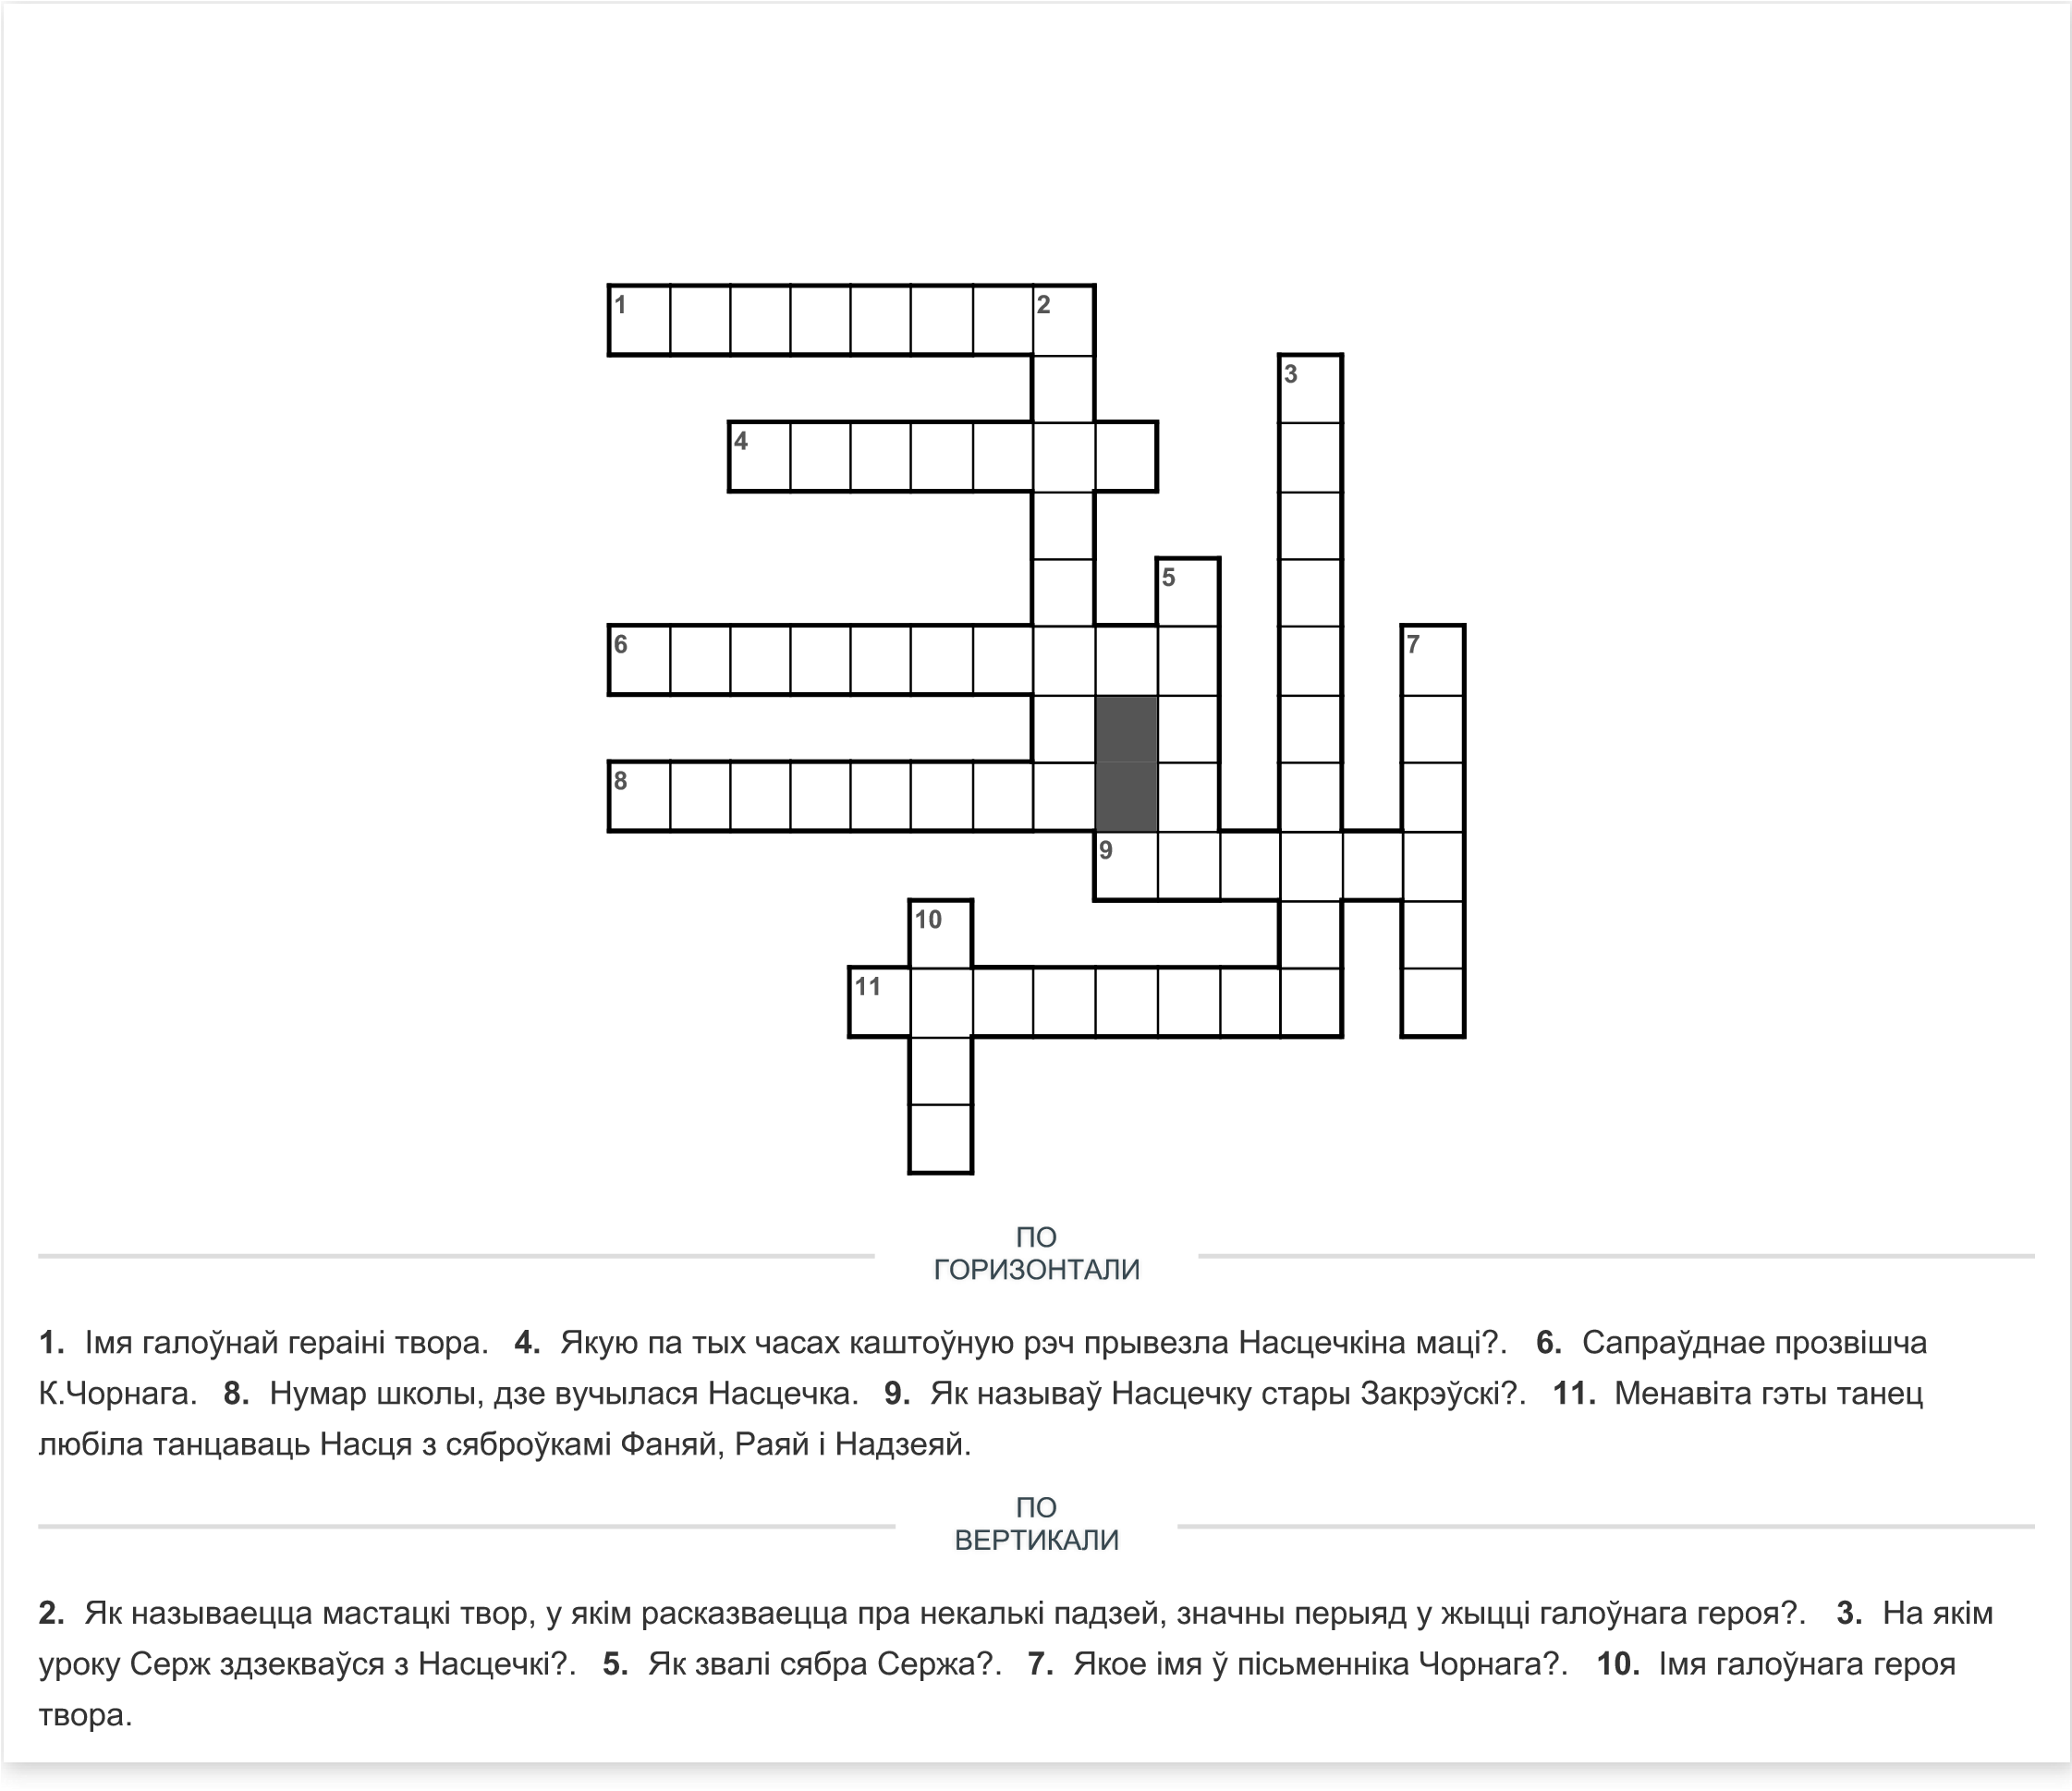 1
2
3
4
5
6
7
8
9
10
11
ПО
ГОРИЗОНТАЛИ
1. Імя галоўнай гераіні твора. 4. Якую па тых часах каштоўную рэч прывезла Насцечкіна маці?. 6. Сапраўднае прозвішча
К.Чорнага. 8. Нумар школы, дзе вучылася Насцечка. 9. Як называў Насцечку стары Закрэўскі?. 11. Менавіта гэты танец
любіла танцаваць Насця з сяброўкамі Фаняй, Раяй і Надзеяй.
ПО
ВЕРТИКАЛИ
2. Як называецца мастацкі твор, у якім расказваецца пра некалькі падзей, значны перыяд у жыцці галоўнага героя?. 3. На якім
уроку Серж здзекваўся з Насцечкі?. 5. Як звалі сябра Сержа?. 7. Якое імя ў пісьменніка Чорнага?. 10. Імя галоўнага героя
твора.